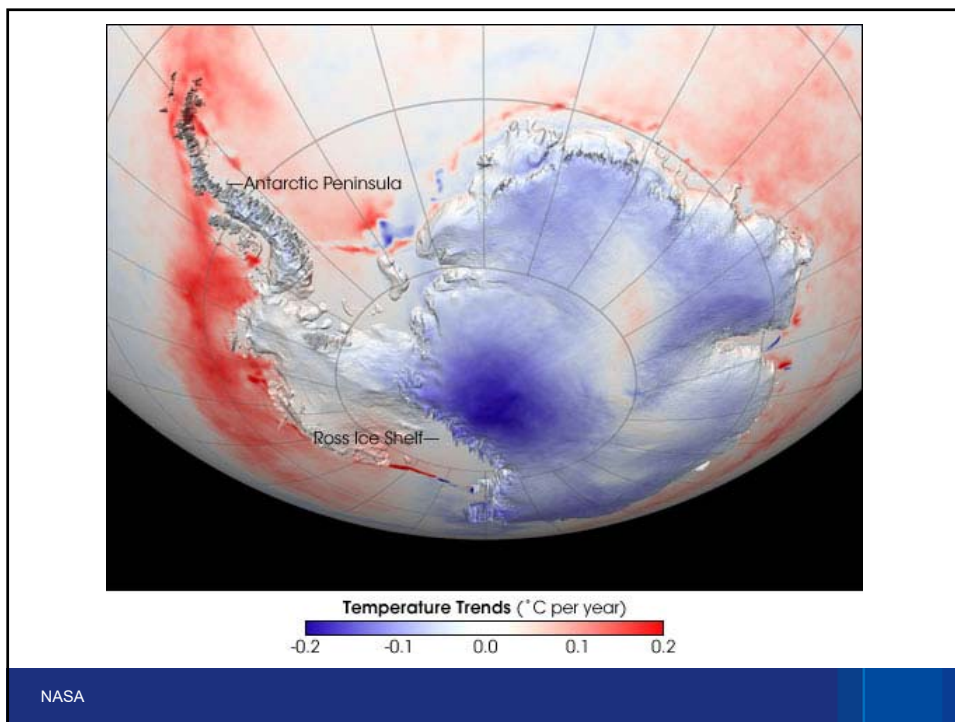 Antarctic Peninsula
Ross Ice Shelf
Temperature Trends (˚C per year)
-0.2 -0.1 0.0 0.1 0.2
NASA